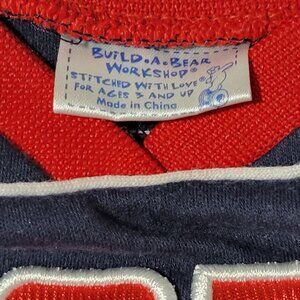 BUILD·A·BEAR
WORKSHOP®
STITCHED WITH LOVE
FOR AGES 3 AND UP
Made in China